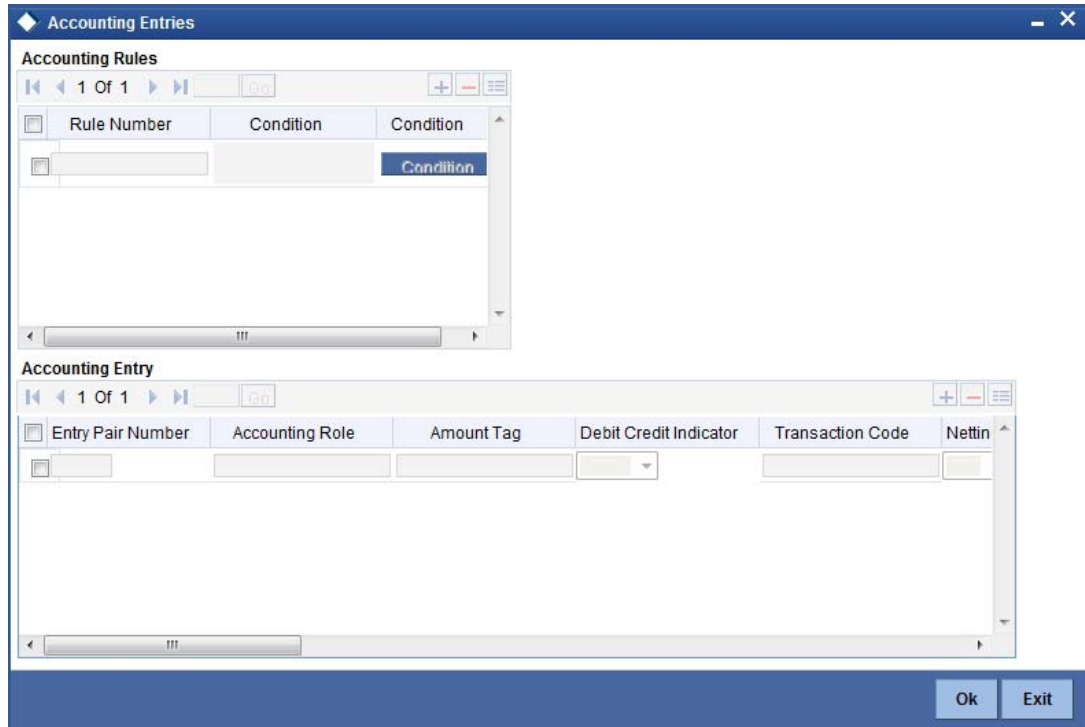 Accounting Entries
Accounting Rules
1 Of 1 Go
Rule Number Condition Condition
Condition
Accounting Entry
1 Of 1 Go
Entry Pair Number Accounting Role Amount Tag Debit Credit Indicator Transaction Code Nettin
Ok Exit